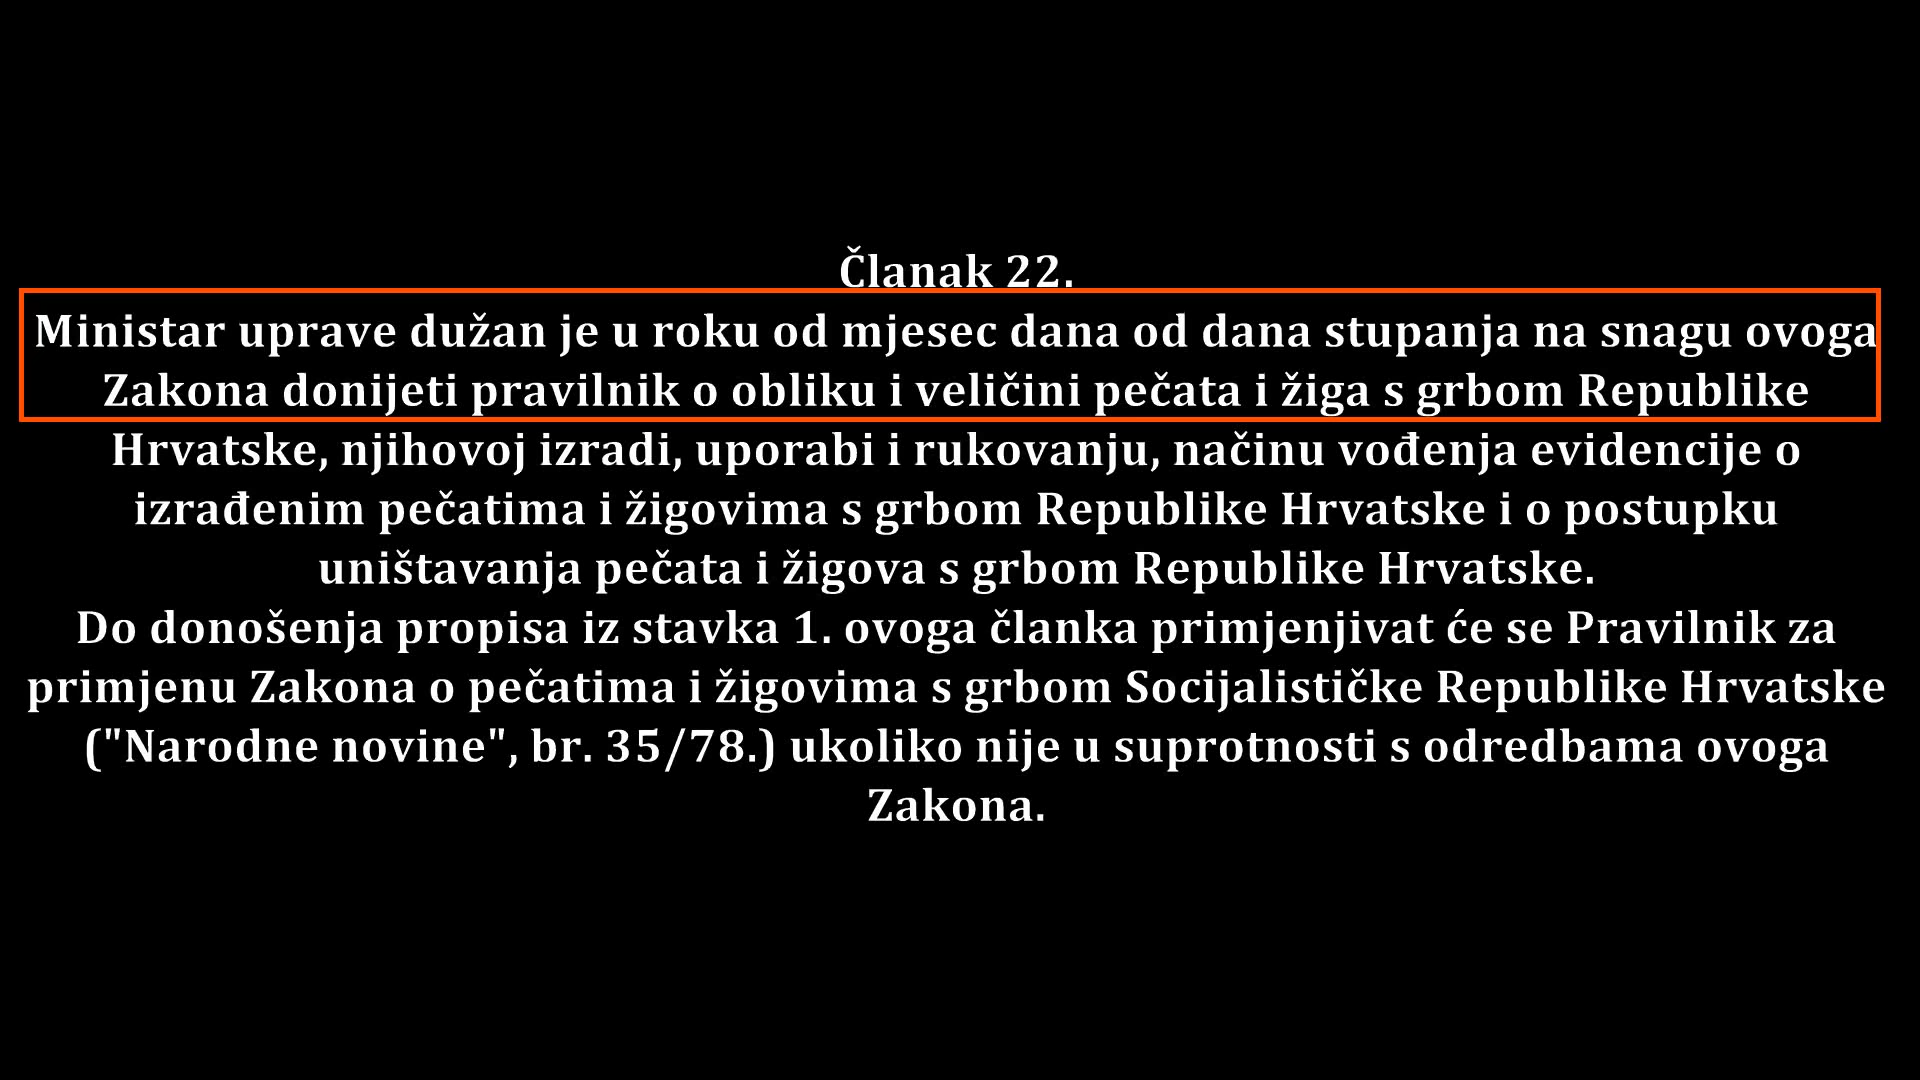 Članak 22.
Ministar uprave dužan je u roku od mjesec dana od dana stupanja na snagu ovoga
Zakona donijeti pravilnik o obliku i veličini pečata i žiga s grbom Republike
Hrvatske, njihovoj izradi, uporabi i rukovanju, načinu vođenja evidencije o
izrađenim pečatima i žigovima s grbom Republike Hrvatske i o postupku
uništavanja pečata i žigova s grbom Republike Hrvatske.
Do donošenja propisa iz stavka 1. ovoga članka primjenjivat će se Pravilnik za
primjenu Zakona o pečatima i žigovima s grbom Socijalističke Republike Hrvatske
("Narodne novine", br. 35/78.) ukoliko nije u suprotnosti s odredbama ovoga
Zakona.